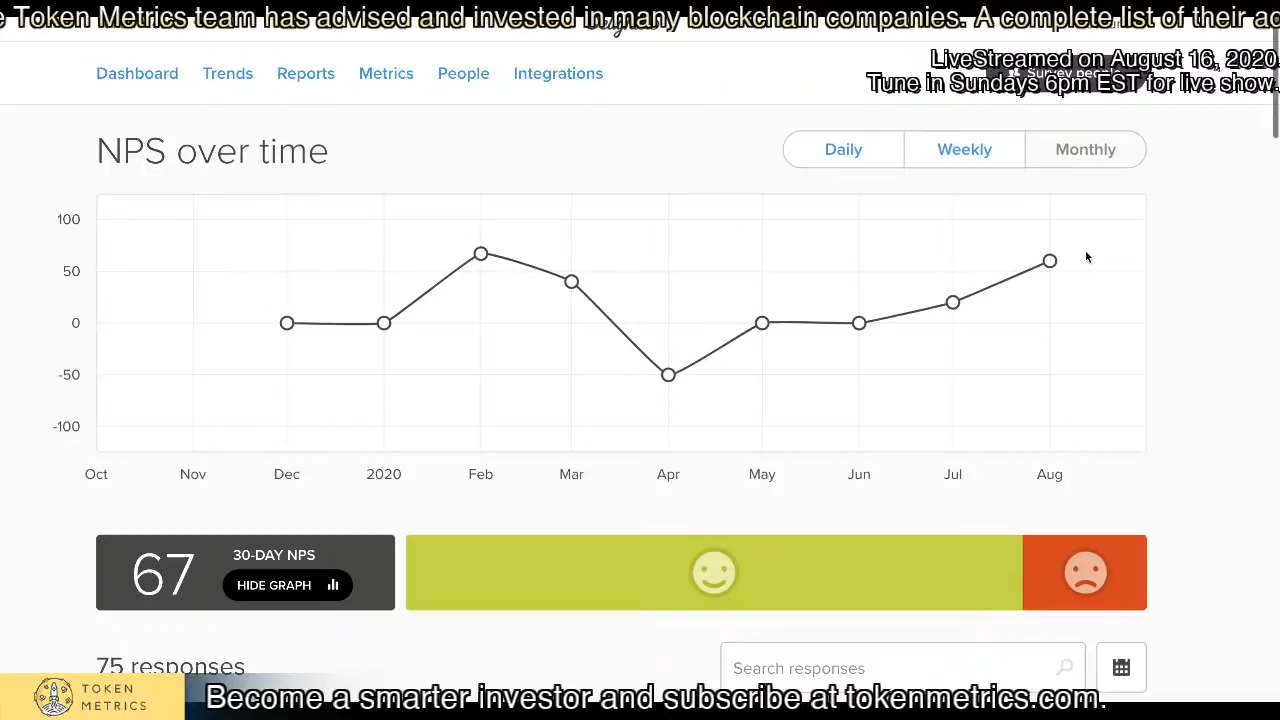 e Token Metrics team has advised and invested in many blockchain companies. A complete list of their ad
LiveStreamed on August 16, 2020.
Tune in Sundays 6pm EST for live show.
Dashboard Trends Reports Metrics People Integrations
Survey people
NPS over time
Daily Weekly Monthly
100
50
0
-50
-100
Oct Nov Dec 2020 Feb Mar Apr May Jun Jul Aug
67
30-DAY NPS
HIDE GRAPH
75 responses
Search responses
TOKEN
METRICS
Become a smarter investor and subscribe at tokenmetrics.com.